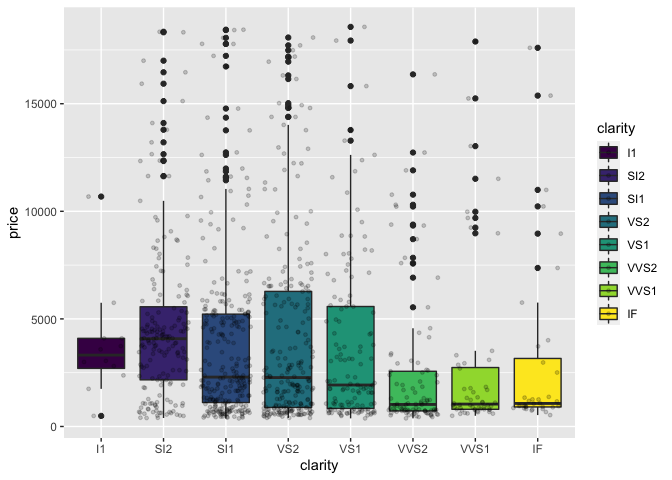 15000
10000
5000
0
price
I1 SI2 SI1 VS2 VS1 VVS2 VVS1 IF
clarity
clarity
I1
SI2
SI1
VS2
VS1
VVS2
VVS1
IF